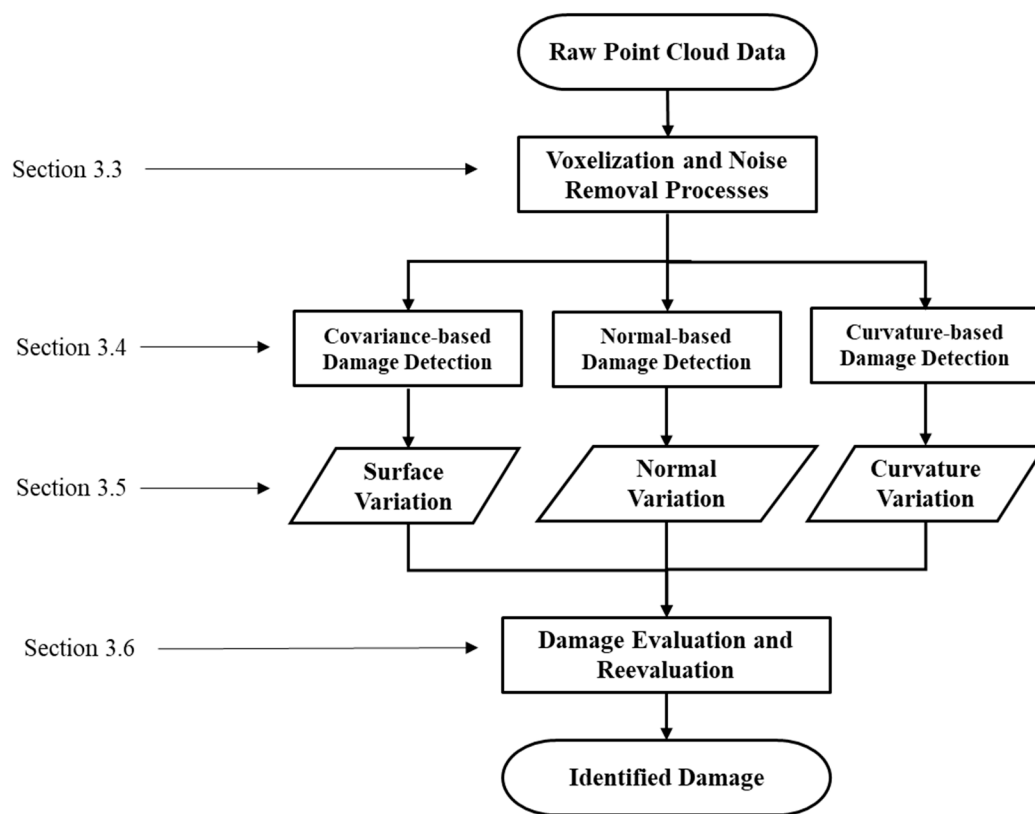 Raw Point Cloud Data
Section 3.3
Voxelization and Noise
Removal Processes
Section 3.4
Covariance-based
Damage Detection
Normal-based
Damage Detection
Curvature-based
Damage Detection
Section 3.5
Surface
Variation
Normal
Variation
Curvature
Variation
Section 3.6
Damage Evaluation and
Reevaluation
Identified Damage